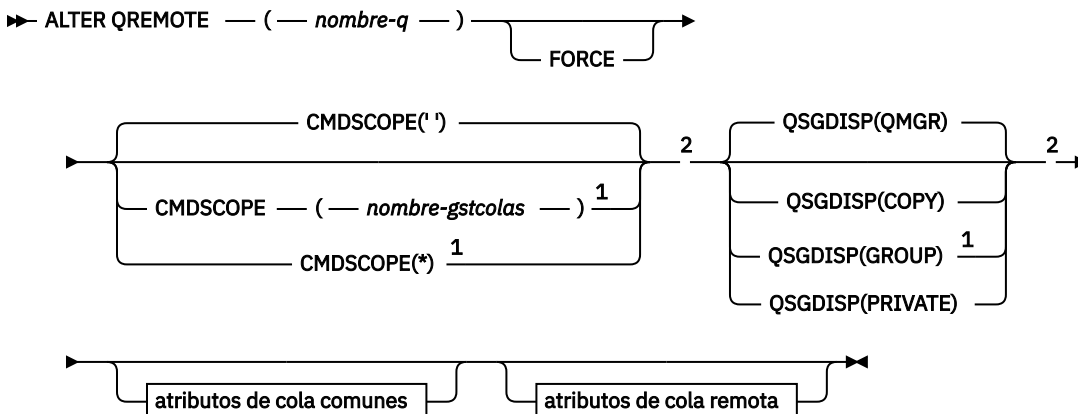 ALTER QREMOTE ( nombre-q )
FORCE
CMDSCOPE(' ')
CMDSCOPE ( nombre-gstcolas ) 1
CMDSCOPE(*) 1
2
QSGDISP(QMGR)
QSGDISP(COPY)
QSGDISP(GROUP) 1
QSGDISP(PRIVATE)
2
atributos de cola comunes
atributos de cola remota